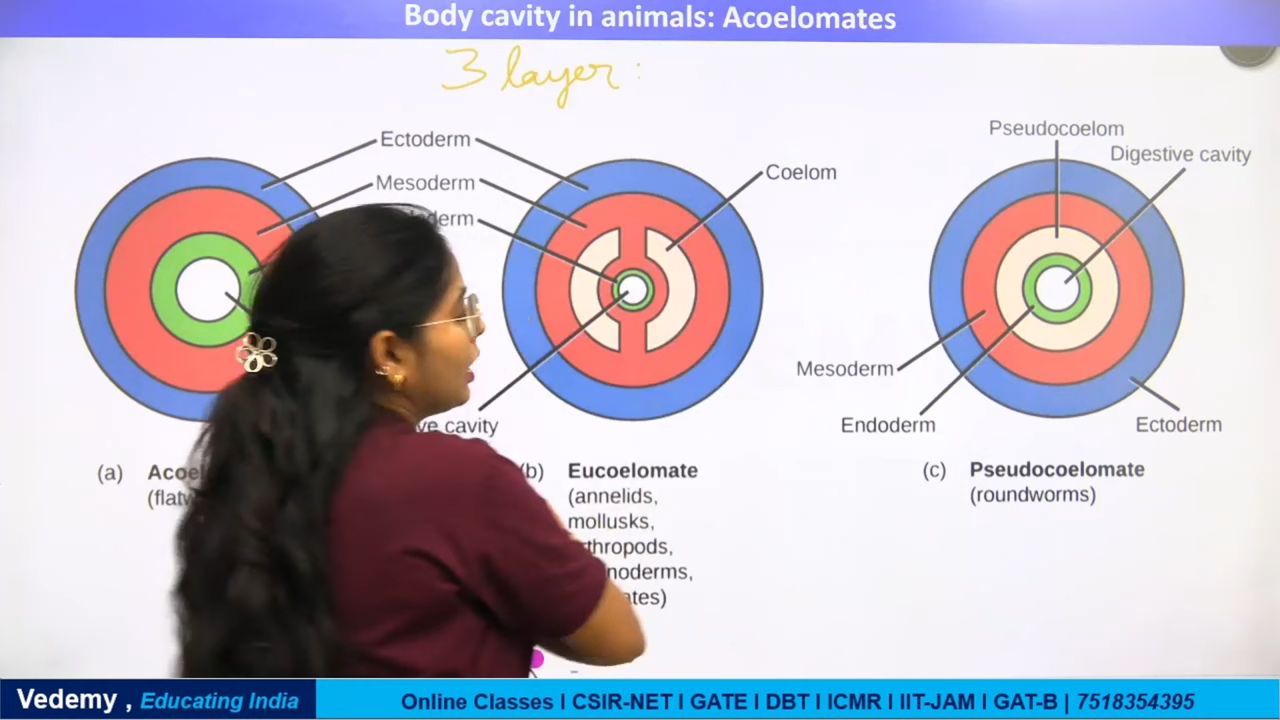 Body cavity in animals: Acoelomates
3 layer:
Ectoderm
Mesoderm
Coelom
Pseudocoelom
Digestive cavity
Mesoderm
Endoderm
Ectoderm
cavity
(a)
(b) Eucoelomate
(annelids,
mollusks,
(c) Pseudocoelomate
(roundworms)
Vedemy , Educating India
Online Classes I CSIR-NET I GATE I DBT I ICMR I IIT-JAM I GAT-B | 7518354395